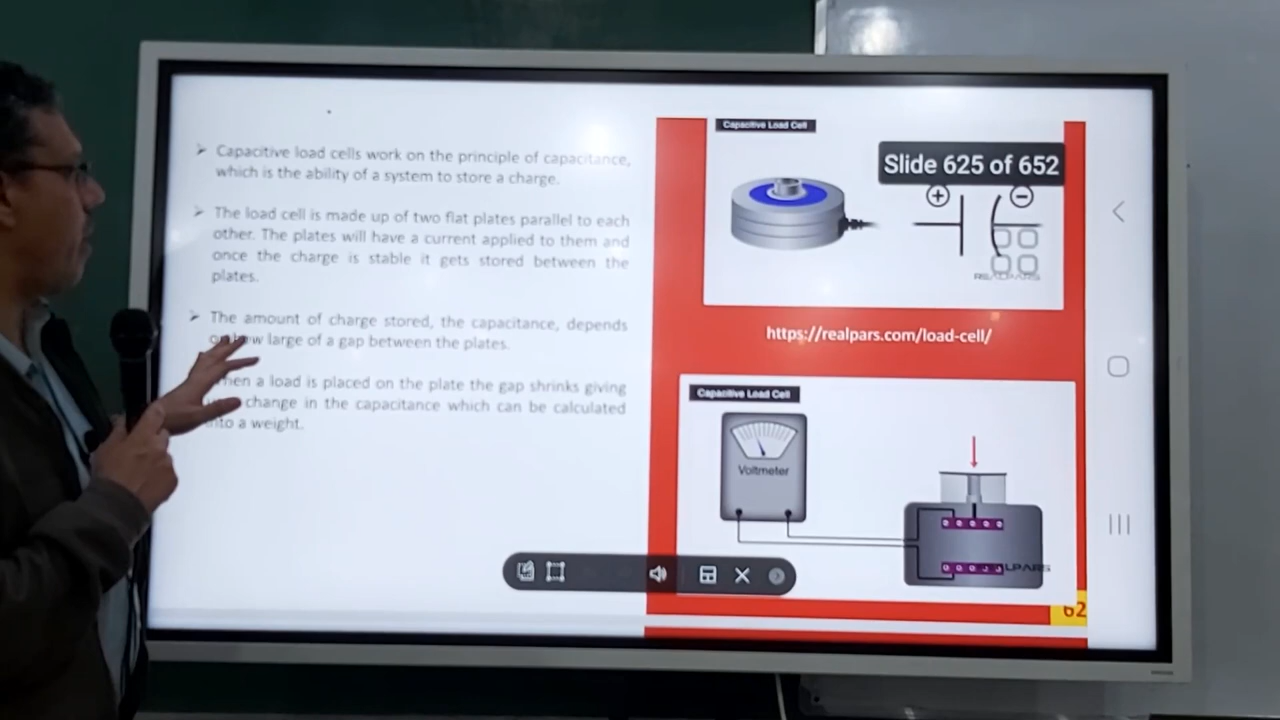 Capacitive load cells work on the principle of capacitance,
which is the ability of a system to store a charge.
The load cell is made up of two flat plates parallel to each
other. The plates will have a current applied to them and
once the charge is stable it gets stored between the
plates.
The amount of charge stored, the capacitance, depends
large of a gap between the plates.
a load is placed on the plate the gap shrinks giving
change in the capacitance which can be calculated
a weight.
Capacitive Load Cell
Slide 625 of 652
+
−
https://realpars.com/load-cell/
Capacitive Load Cell
Voltmeter
62